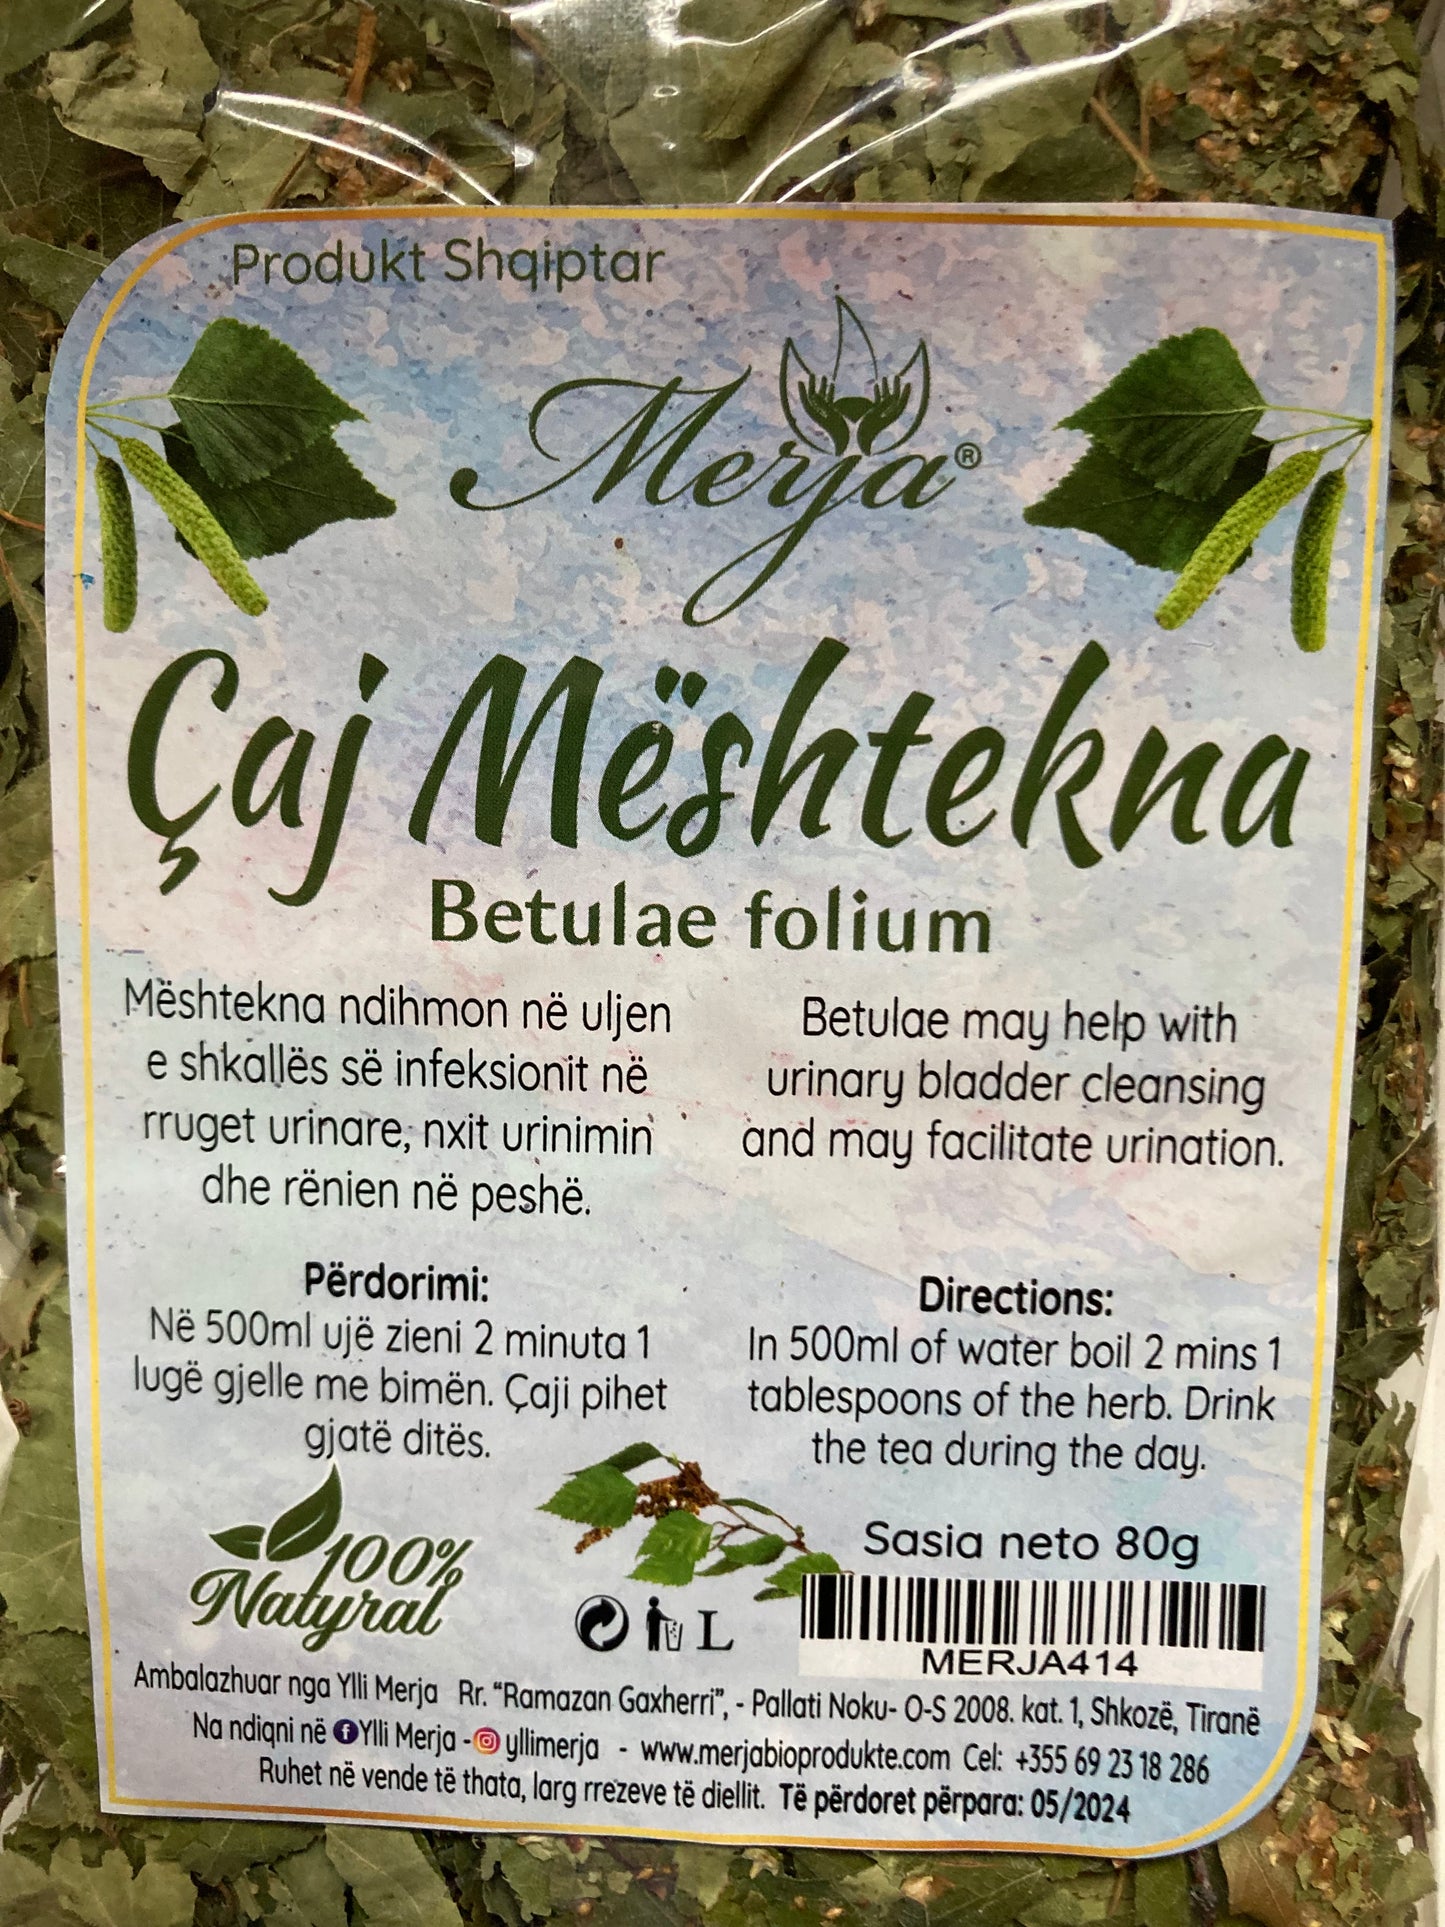 Produkt Shqiptar
Merja®
Çaj Mështekna
Betulae folium
Mështekna ndihmon në uljen
e shkallës së infeksionit në
rruget urinare, nxit urinimin
dhe rënien në peshë.
Betulae may help with
urinary bladder cleansing
and may facilitate urination.
Përdorimi:
Në 500ml ujë zieni 2 minuta 1
lugë gjelle me bimën. Çaji pihet
gjatë ditës.
Directions:
In 500ml of water boil 2 mins 1
tablespoons of the herb. Drink
the tea during the day.
100%
Natyral
L
Sasia neto 80g
MERJA414
Ambalazhuar nga Ylli Merja Rr. “Ramazan Gaxherri”, - Pallati Noku- O-S 2008. kat. 1, Shkozë, Tiranë
Na ndiqni në Ylli Merja - yllimerja - www.merjabioprodukte.com Cel: +355 69 23 18 286
Ruhet në vende të thata, larg rrezeve të diellit. Të përdoret përpara: 05/2024